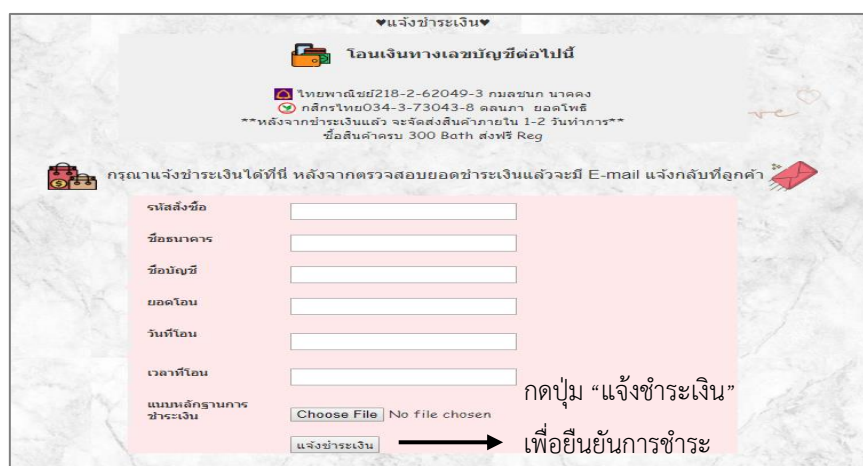 ♥แจ้งชำระเงิน♥
โอนเงินทางเลขบัญชีต่อไปนี้
ไทยพาณิชย์218-2-62049-3 กมลชนก นาคคง
กสิกรไทย034-3-73043-8 ดลนภา ยอดโพธิ
**หลังจากชำระเงินแล้ว จะจัดส่งสินค้าภายใน 1-2 วันทำการ**
ซื้อสินค้าครบ 300 Bath ส่งฟรี Reg
กรุณาแจ้งชำระเงินได้ที่นี่ หลังจากตรวจสอบยอดชำระเงินแล้วจะมี E-mail แจ้งกลับที่ลูกค้า
รหัสสั่งซื้อ
ชื่อธนาคาร
ชื่อบัญชี
ยอดโอน
วันที่โอน
เวลาที่โอน
แนบหลักฐานการ
ชำระเงิน
Choose File No file chosen
แจ้งชำระเงิน
กดปุ่ม “แจ้งชำระเงิน”
เพื่อยืนยันการชำระ